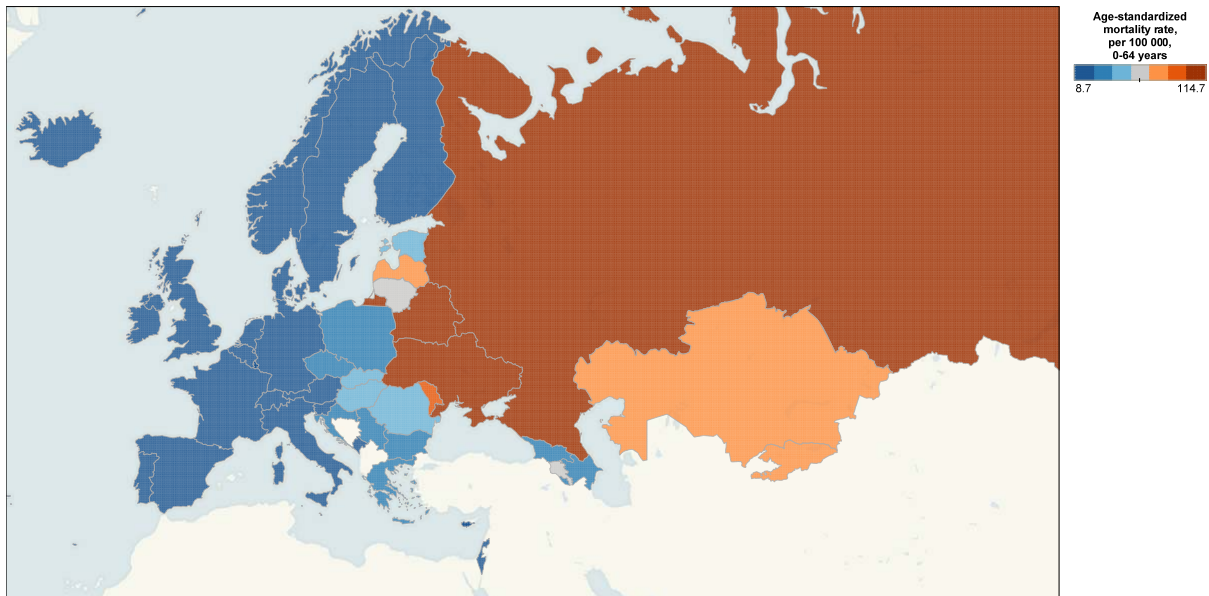 Age-standardized
mortality rate,
per 100 000,
0-64 years
8.7 114.7